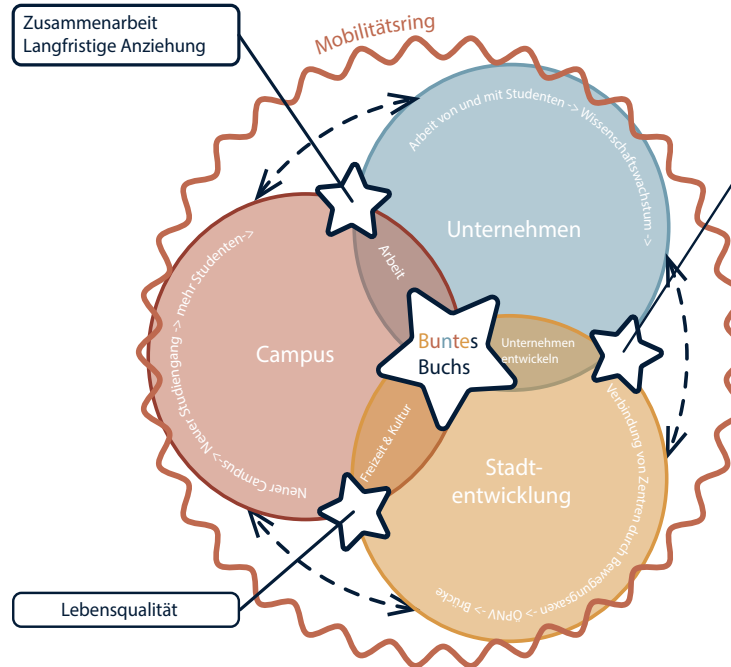 Zusammenarbeit
Langfristige Anziehung
Mobilitätsring
Arbeit von und mit Studenten -> Wissenschaftswachstum ->
Unternehmen
Arbeit
Neuer Campus-> Neuer Studiengang -> mehr Studenten->
Campus
Buntes
Buchs
Unternehmen
entwickeln
Freizeit & Kultur
Stadt-
entwicklung
Verbindung von Zentren durch Bewegungsaxen -> ÖPNV -> Brücke
Lebensqualität